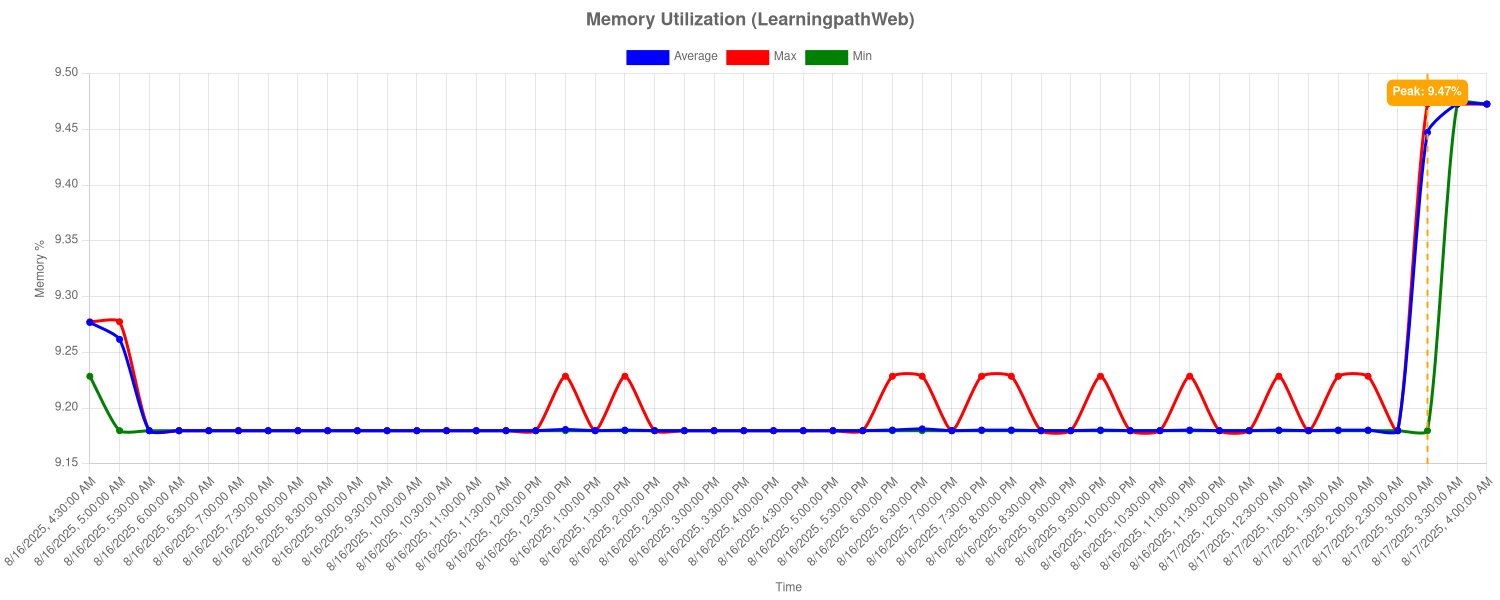 Memory Utilization (LearningpathWeb)
Average Max Min
Peak: 9.47%
9.50
9.45
9.40
9.35
9.30
9.25
9.20
9.15
Memory %
8/16/2025, 4:30:00 AM
8/16/2025, 5:00:00 AM
8/16/2025, 5:30:00 AM
8/16/2025, 6:00:00 AM
8/16/2025, 6:30:00 AM
8/16/2025, 7:00:00 AM
8/16/2025, 7:30:00 AM
8/16/2025, 8:00:00 AM
8/16/2025, 8:30:00 AM
8/16/2025, 9:00:00 AM
8/16/2025, 9:30:00 AM
8/16/2025, 10:00:00 AM
8/16/2025, 10:30:00 AM
8/16/2025, 11:00:00 AM
8/16/2025, 11:30:00 AM
8/16/2025, 12:00:00 PM
8/16/2025, 12:30:00 PM
8/16/2025, 1:00:00 PM
8/16/2025, 1:30:00 PM
8/16/2025, 2:00:00 PM
8/16/2025, 2:30:00 PM
8/16/2025, 3:00:00 PM
8/16/2025, 3:30:00 PM
8/16/2025, 4:00:00 PM
8/16/2025, 4:30:00 PM
8/16/2025, 5:00:00 PM
8/16/2025, 5:30:00 PM
8/16/2025, 6:00:00 PM
8/16/2025, 6:30:00 PM
8/16/2025, 7:00:00 PM
8/16/2025, 7:30:00 PM
8/16/2025, 8:00:00 PM
8/16/2025, 8:30:00 PM
8/16/2025, 9:00:00 PM
8/16/2025, 9:30:00 PM
8/16/2025, 10:00:00 PM
8/16/2025, 10:30:00 PM
8/16/2025, 11:00:00 PM
8/16/2025, 11:30:00 PM
8/17/2025, 12:00:00 AM
8/17/2025, 12:30:00 AM
8/17/2025, 1:00:00 AM
8/17/2025, 1:30:00 AM
8/17/2025, 2:00:00 AM
8/17/2025, 2:30:00 AM
8/17/2025, 3:00:00 AM
8/17/2025, 3:30:00 AM
8/17/2025, 4:00:00 AM
Time